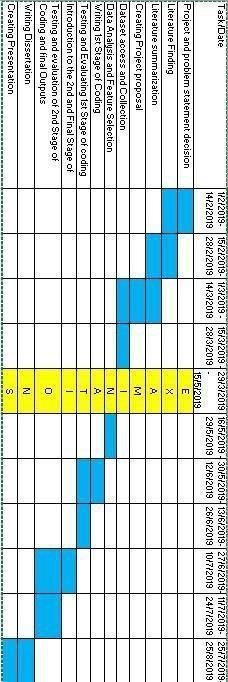 Task/Date 1/2/2019- 15/2/2019- 1/3/2019- 15/3/2019- 29/3/2019 16/5/2019- 30/5/2019- 13/6/2019- 27/6/2019- 11/7/2019- 25/7/2019-
14/2/2019 28/2/2019 14/3/2019 28/3/2019 - 29/5/2019 12/6/2019 26/6/2019 10/7/2019 24/7/2019 25/8/2019
15/5/2019
Project and problem statement decision E
Literature Finding X
Literature summarization A
Creating Project proposal M
Dataset access and Collection I
Data Analysis and Feature Selection N
Writing 1st Stage of Coding A
Testing and Evaluating 1st Stage of coding T
Introduction to the 2nd and Final Stage of I
Testing and evaluation of 2nd Stage of
Coding and final Outputs O
Writing Dissertation N
Creating Presentation S